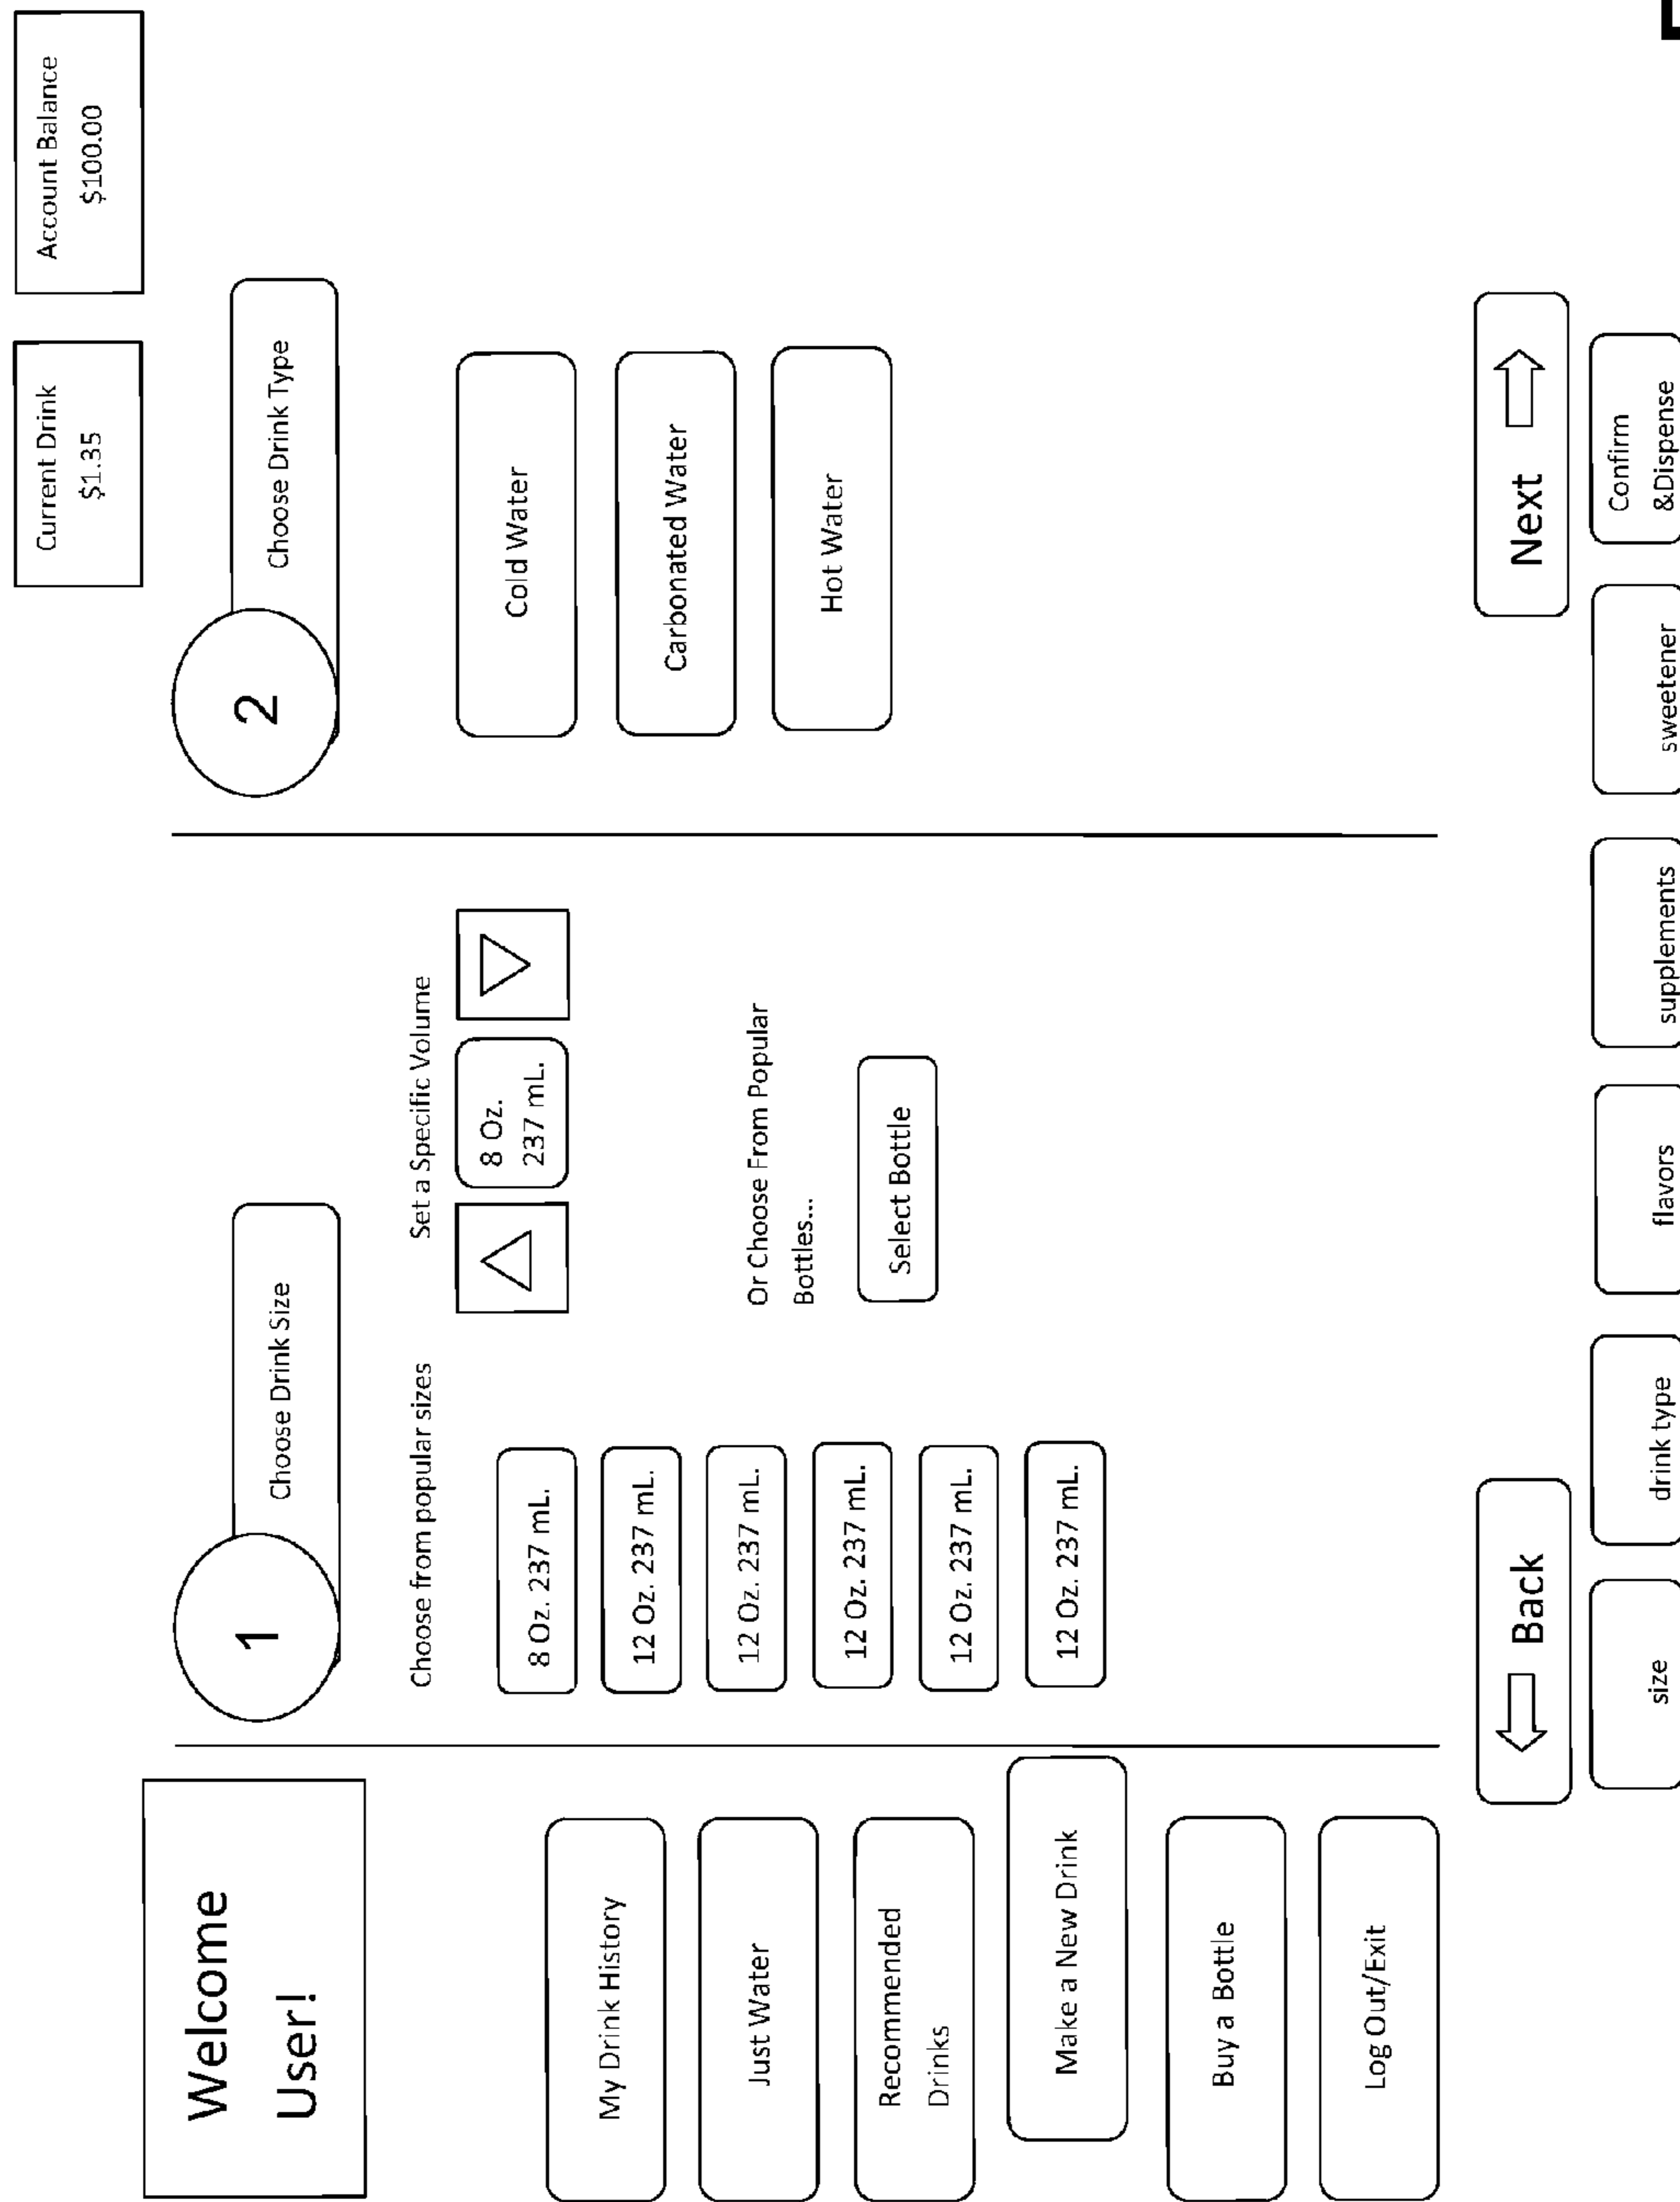 Current Drink
$1.35
Account Balance
$100.00
Welcome
User!
My Drink History
Just Water
Recommended
Drinks
Make a New Drink
Buy a Bottle
Log Out/Exit
1
Choose Drink Size
Choose from popular sizes
8 Oz. 237 mL.
12 Oz. 237 mL.
12 Oz. 237 mL.
12 Oz. 237 mL.
12 Oz. 237 mL.
12 Oz. 237 mL.
Set a Specific Volume
8 Oz.
237 mL.
Or Choose From Popular
Bottles...
Select Bottle
2
Choose Drink Type
Cold Water
Carbonated Water
Hot Water
Back
Next
size
drink type
flavors
supplements
sweetener
Confirm
&Dispense